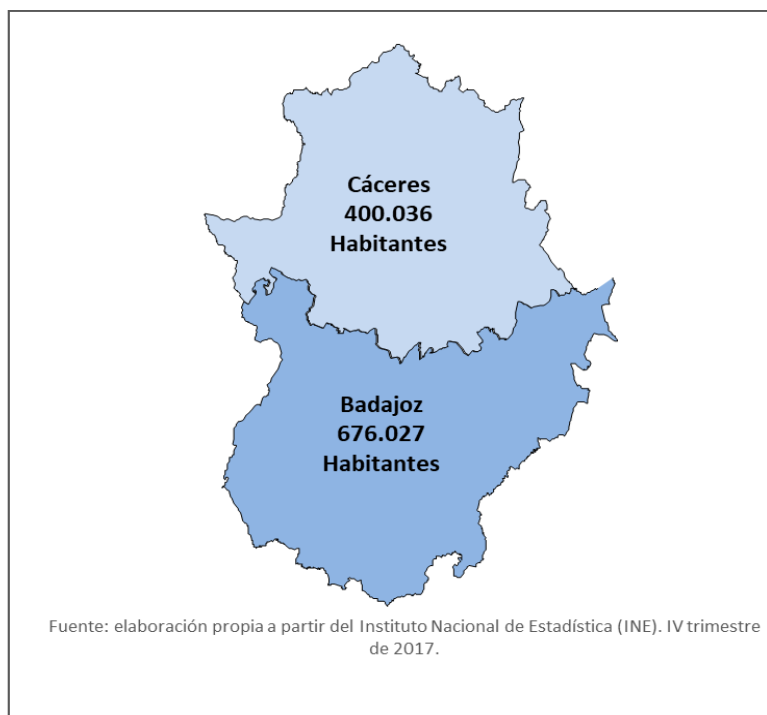 Cáceres
400.036
Habitantes
Badajoz
676.027
Habitantes
Fuente: elaboración propia a partir del Instituto Nacional de Estadística (INE). IV trimestre
de 2017.